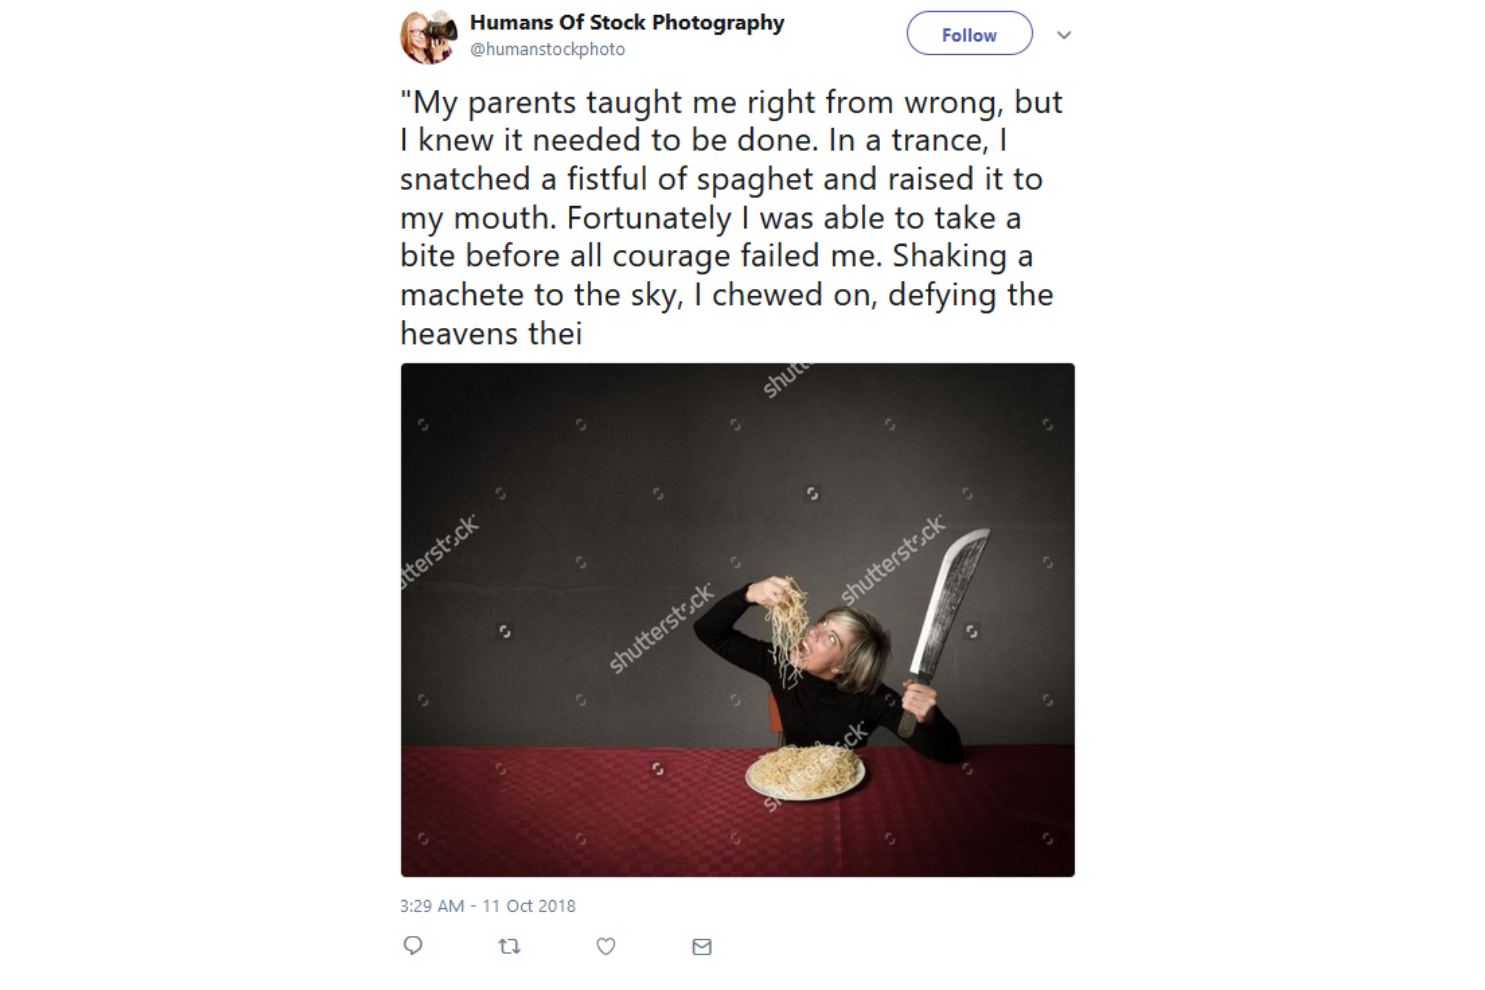 Humans Of Stock Photography
@humanstockphoto
Follow
"My parents taught me right from wrong, but
I knew it needed to be done. In a trance, I
snatched a fistful of spaghet and raised it to
my mouth. Fortunately I was able to take a
bite before all courage failed me. Shaking a
machete to the sky, I chewed on, defying the
heavens thei
shutt
shutterstock
tterstock
shutterstock
shutterstock
3:29 AM - 11 Oct 2018